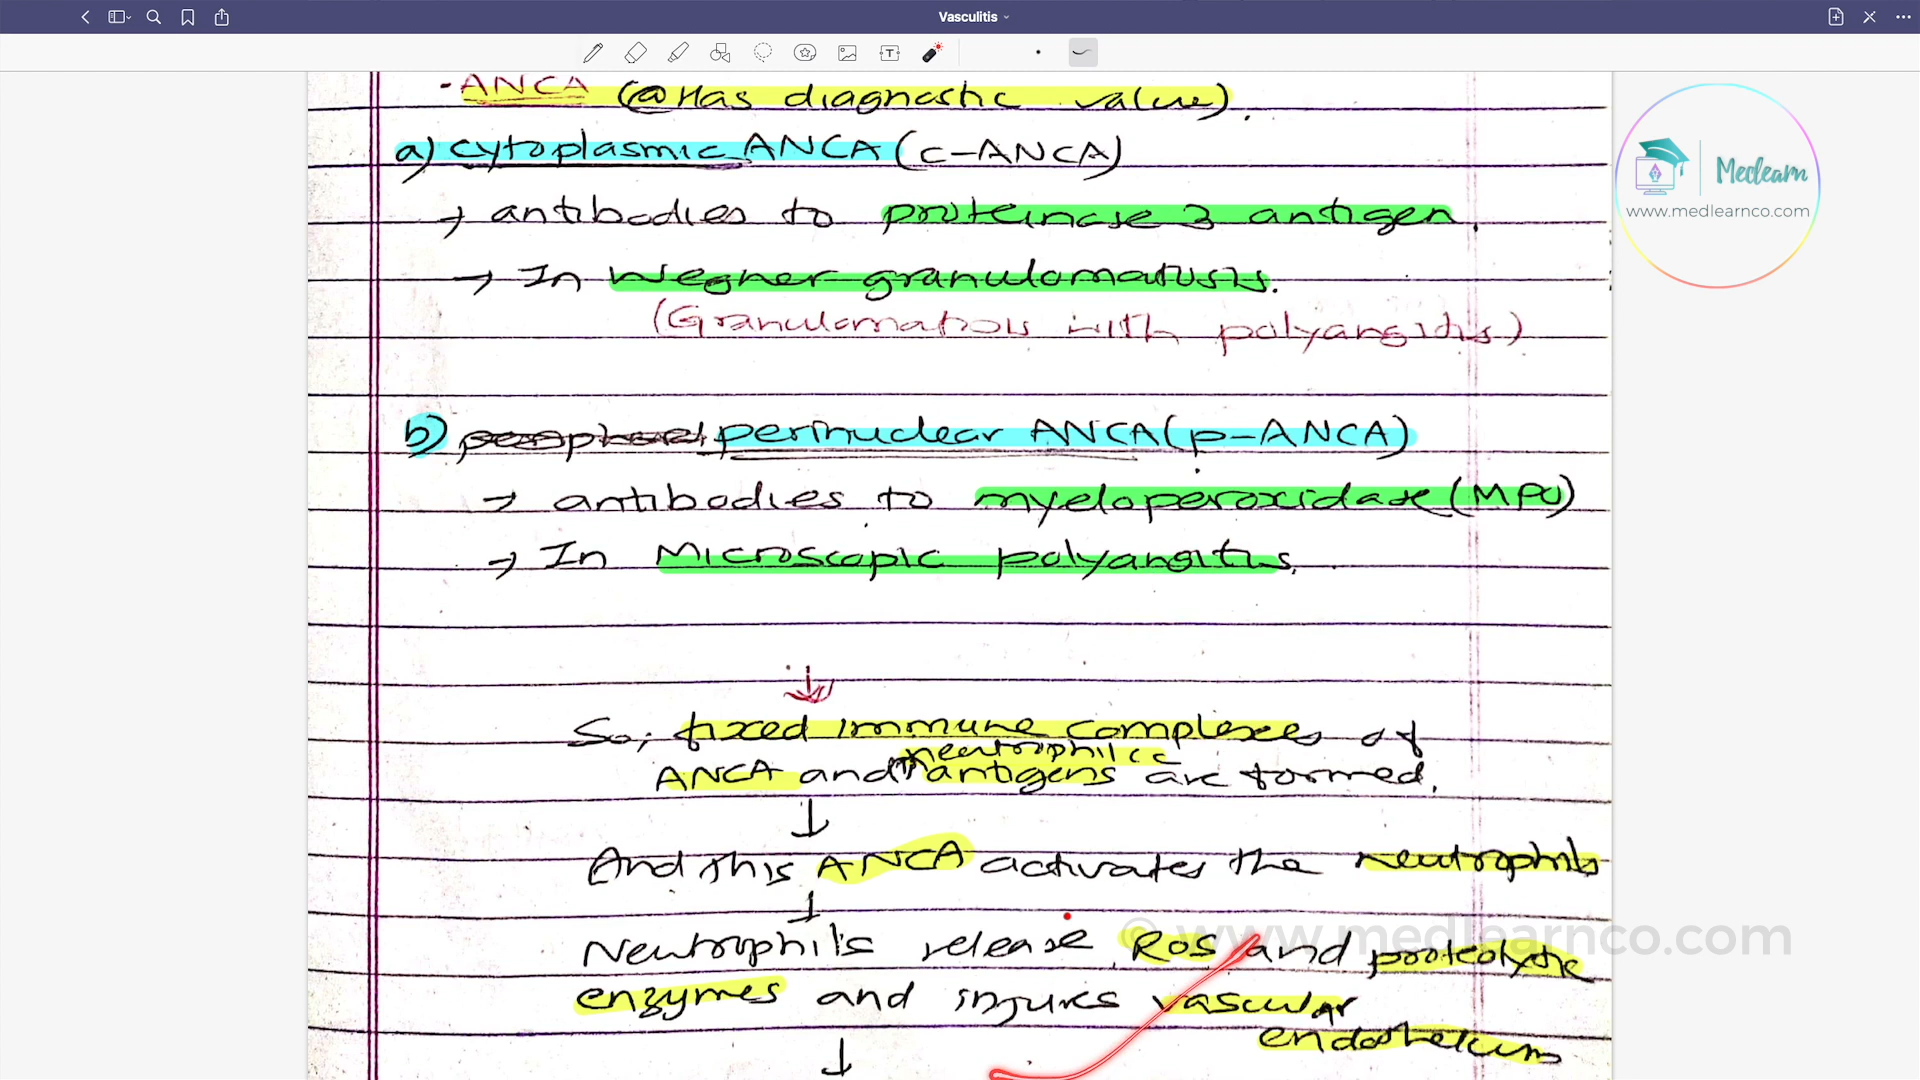 Vasculitis
- ANCA (@Has diagnostic value).
Medlearn
www.medlearnco.com
a) cytoplasmic ANCA (c-ANCA)
→ antibodies to proteinase 3 antigen.
→ In Wegner granulomatosis.
(Granulomatous with polyangitis)
b) perinuclear ANCA (p-ANCA)
→ antibodies to myeloperoxidase (MPO)
→ In Microscopic polyangitis.
So, fixed immune complexes of
neutrophilic
ANCA and antigens are formed.
And this ANCA activates the neutrophils
Neutrophils release ROS and proteolytic
© www.medlearnco.com
enzymes and injures vascular
endothelium